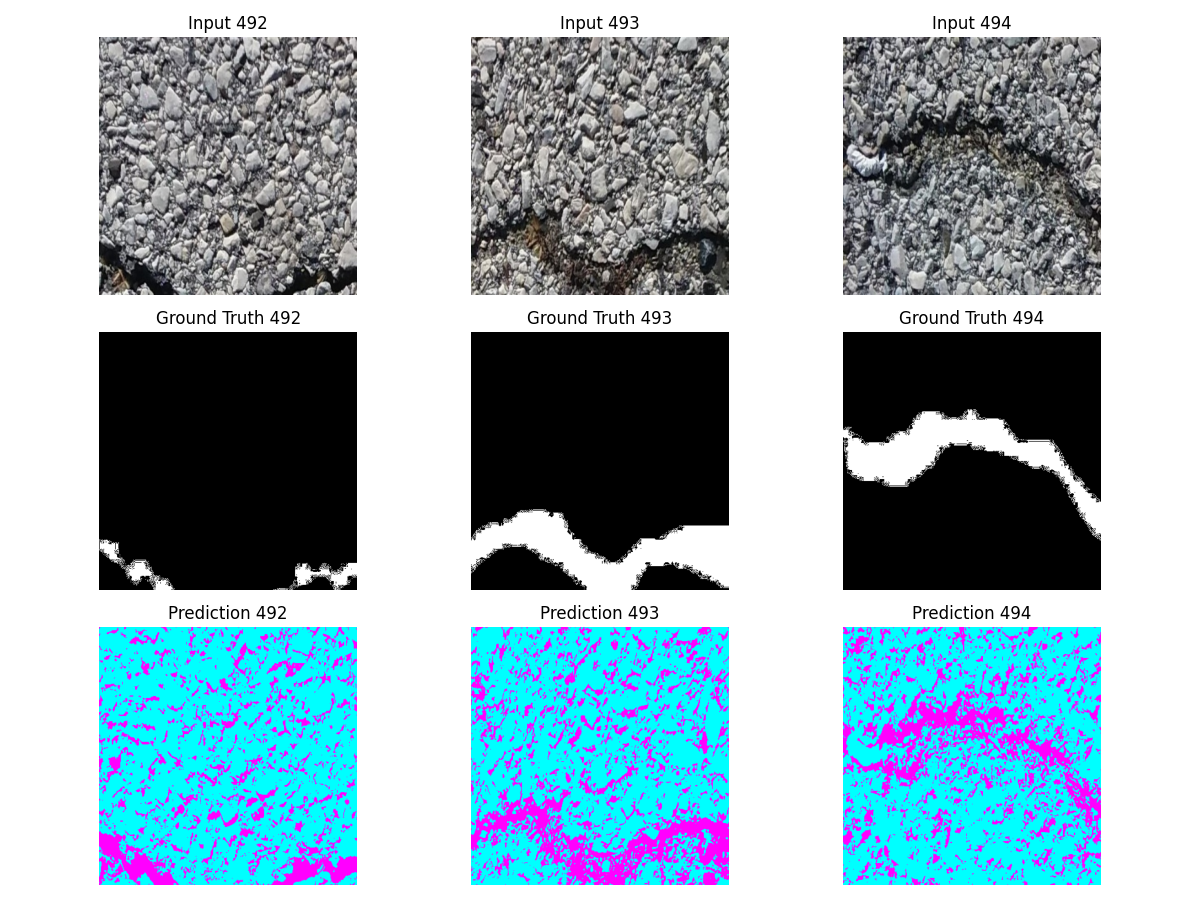 Input 492
Input 493
Input 494
Ground Truth 492
Ground Truth 493
Ground Truth 494
Prediction 492
Prediction 493
Prediction 494